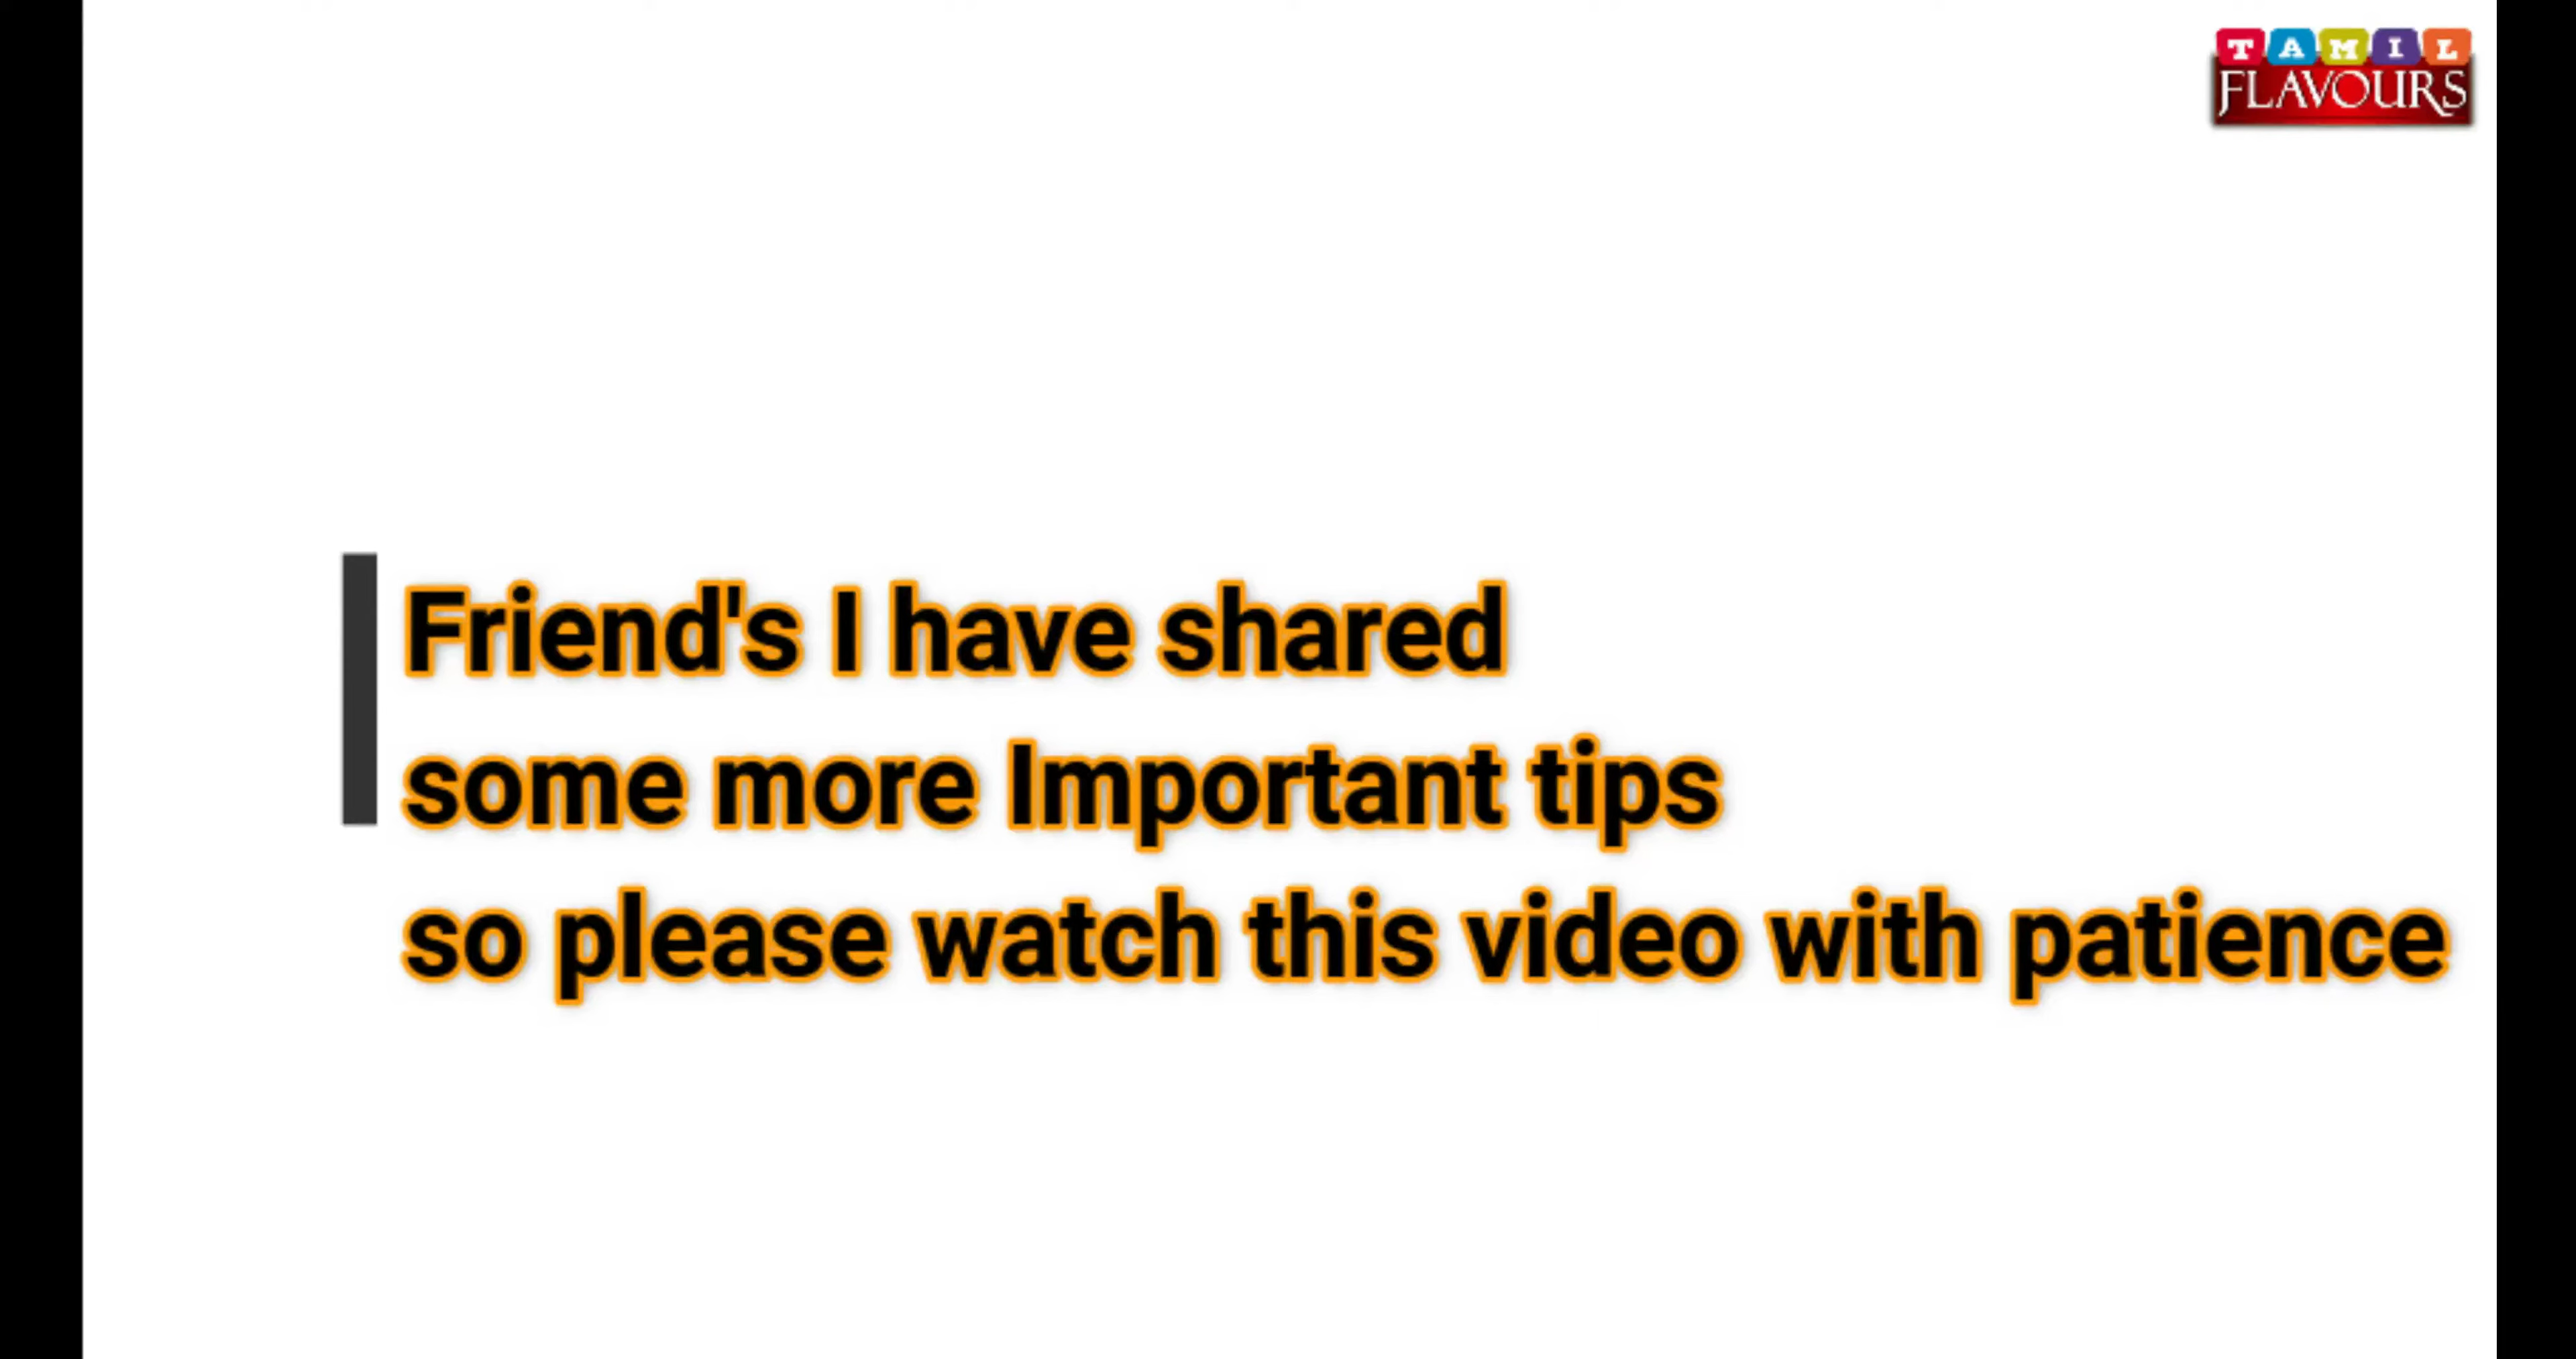 TAMIL
FLAVOURS
Friend's I have shared
some more Important tips
so please watch this video with patience